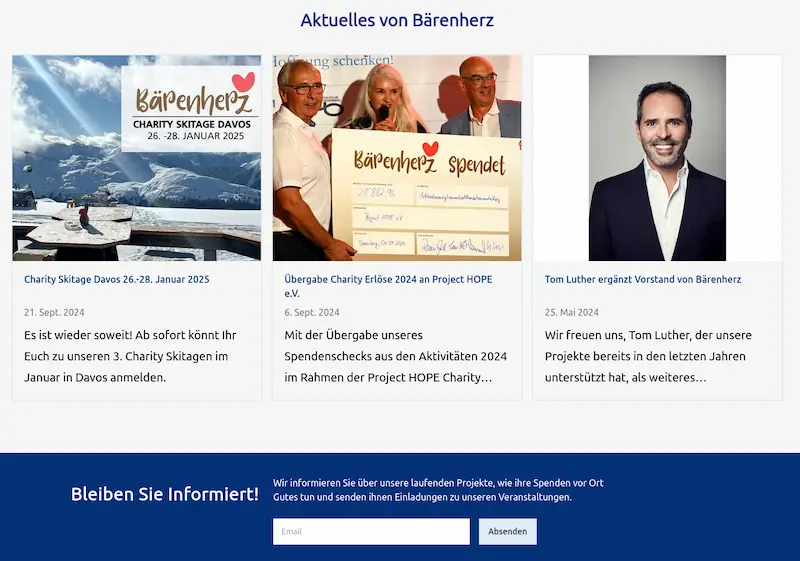 Aktuelles von Bärenherz
Bärenherz
CHARITY SKITAGE DAVOS
26. -28. JANUAR 2025
Hoffnung schenken!
Bärenherz spendet
28.882,96
Project HOPE e.V.
Charity Skitage Davos 26.-28. Januar 2025
21. Sept. 2024
Es ist wieder soweit! Ab sofort könnt Ihr
Euch zu unseren 3. Charity Skitagen im
Januar in Davos anmelden.
Übergabe Charity Erlöse 2024 an Project HOPE
e.V.
6. Sept. 2024
Mit der Übergabe unseres
Spendenschecks aus den Aktivitäten 2024
im Rahmen der Project HOPE Charity…
Tom Luther ergänzt Vorstand von Bärenherz
25. Mai 2024
Wir freuen uns, Tom Luther, der unsere
Projekte bereits in den letzten Jahren
unterstützt hat, als weiteres…
Bleiben Sie Informiert!
Wir informieren Sie über unsere laufenden Projekte, wie ihre Spenden vor Ort
Gutes tun und senden ihnen Einladungen zu unseren Veranstaltungen.
Email
Absenden